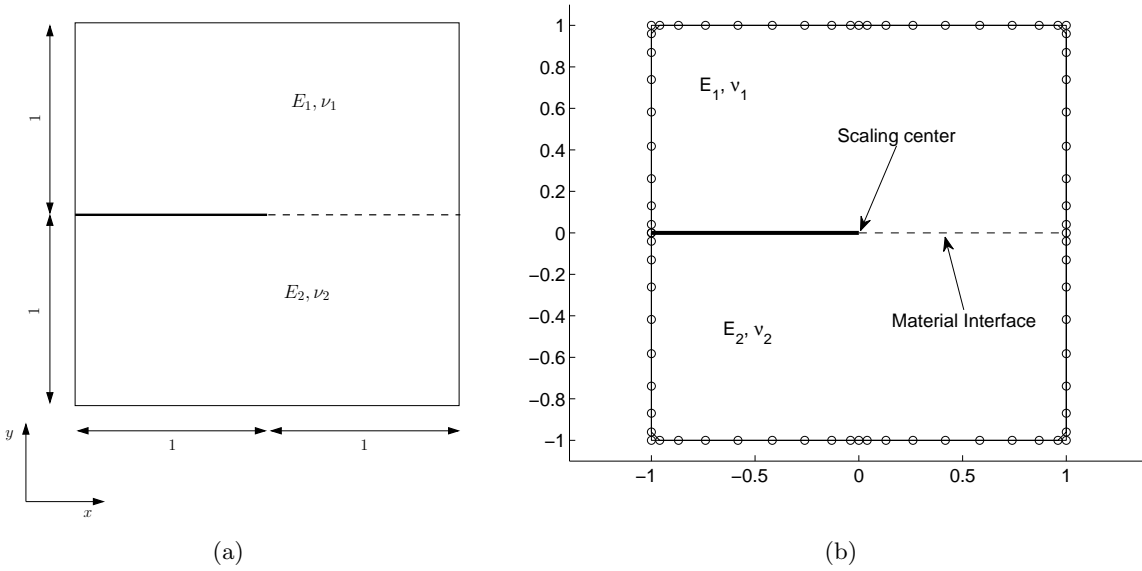 1
E₁, ν₁
1
E₂, ν₂
1
1
y
x
(a)
1
0.8
0.6
0.4
0.2
0
−0.2
−0.4
−0.6
−0.8
−1
−1
−0.5
0
0.5
1
E₁, ν₁
Scaling center
E₂, ν₂
Material Interface
(b)